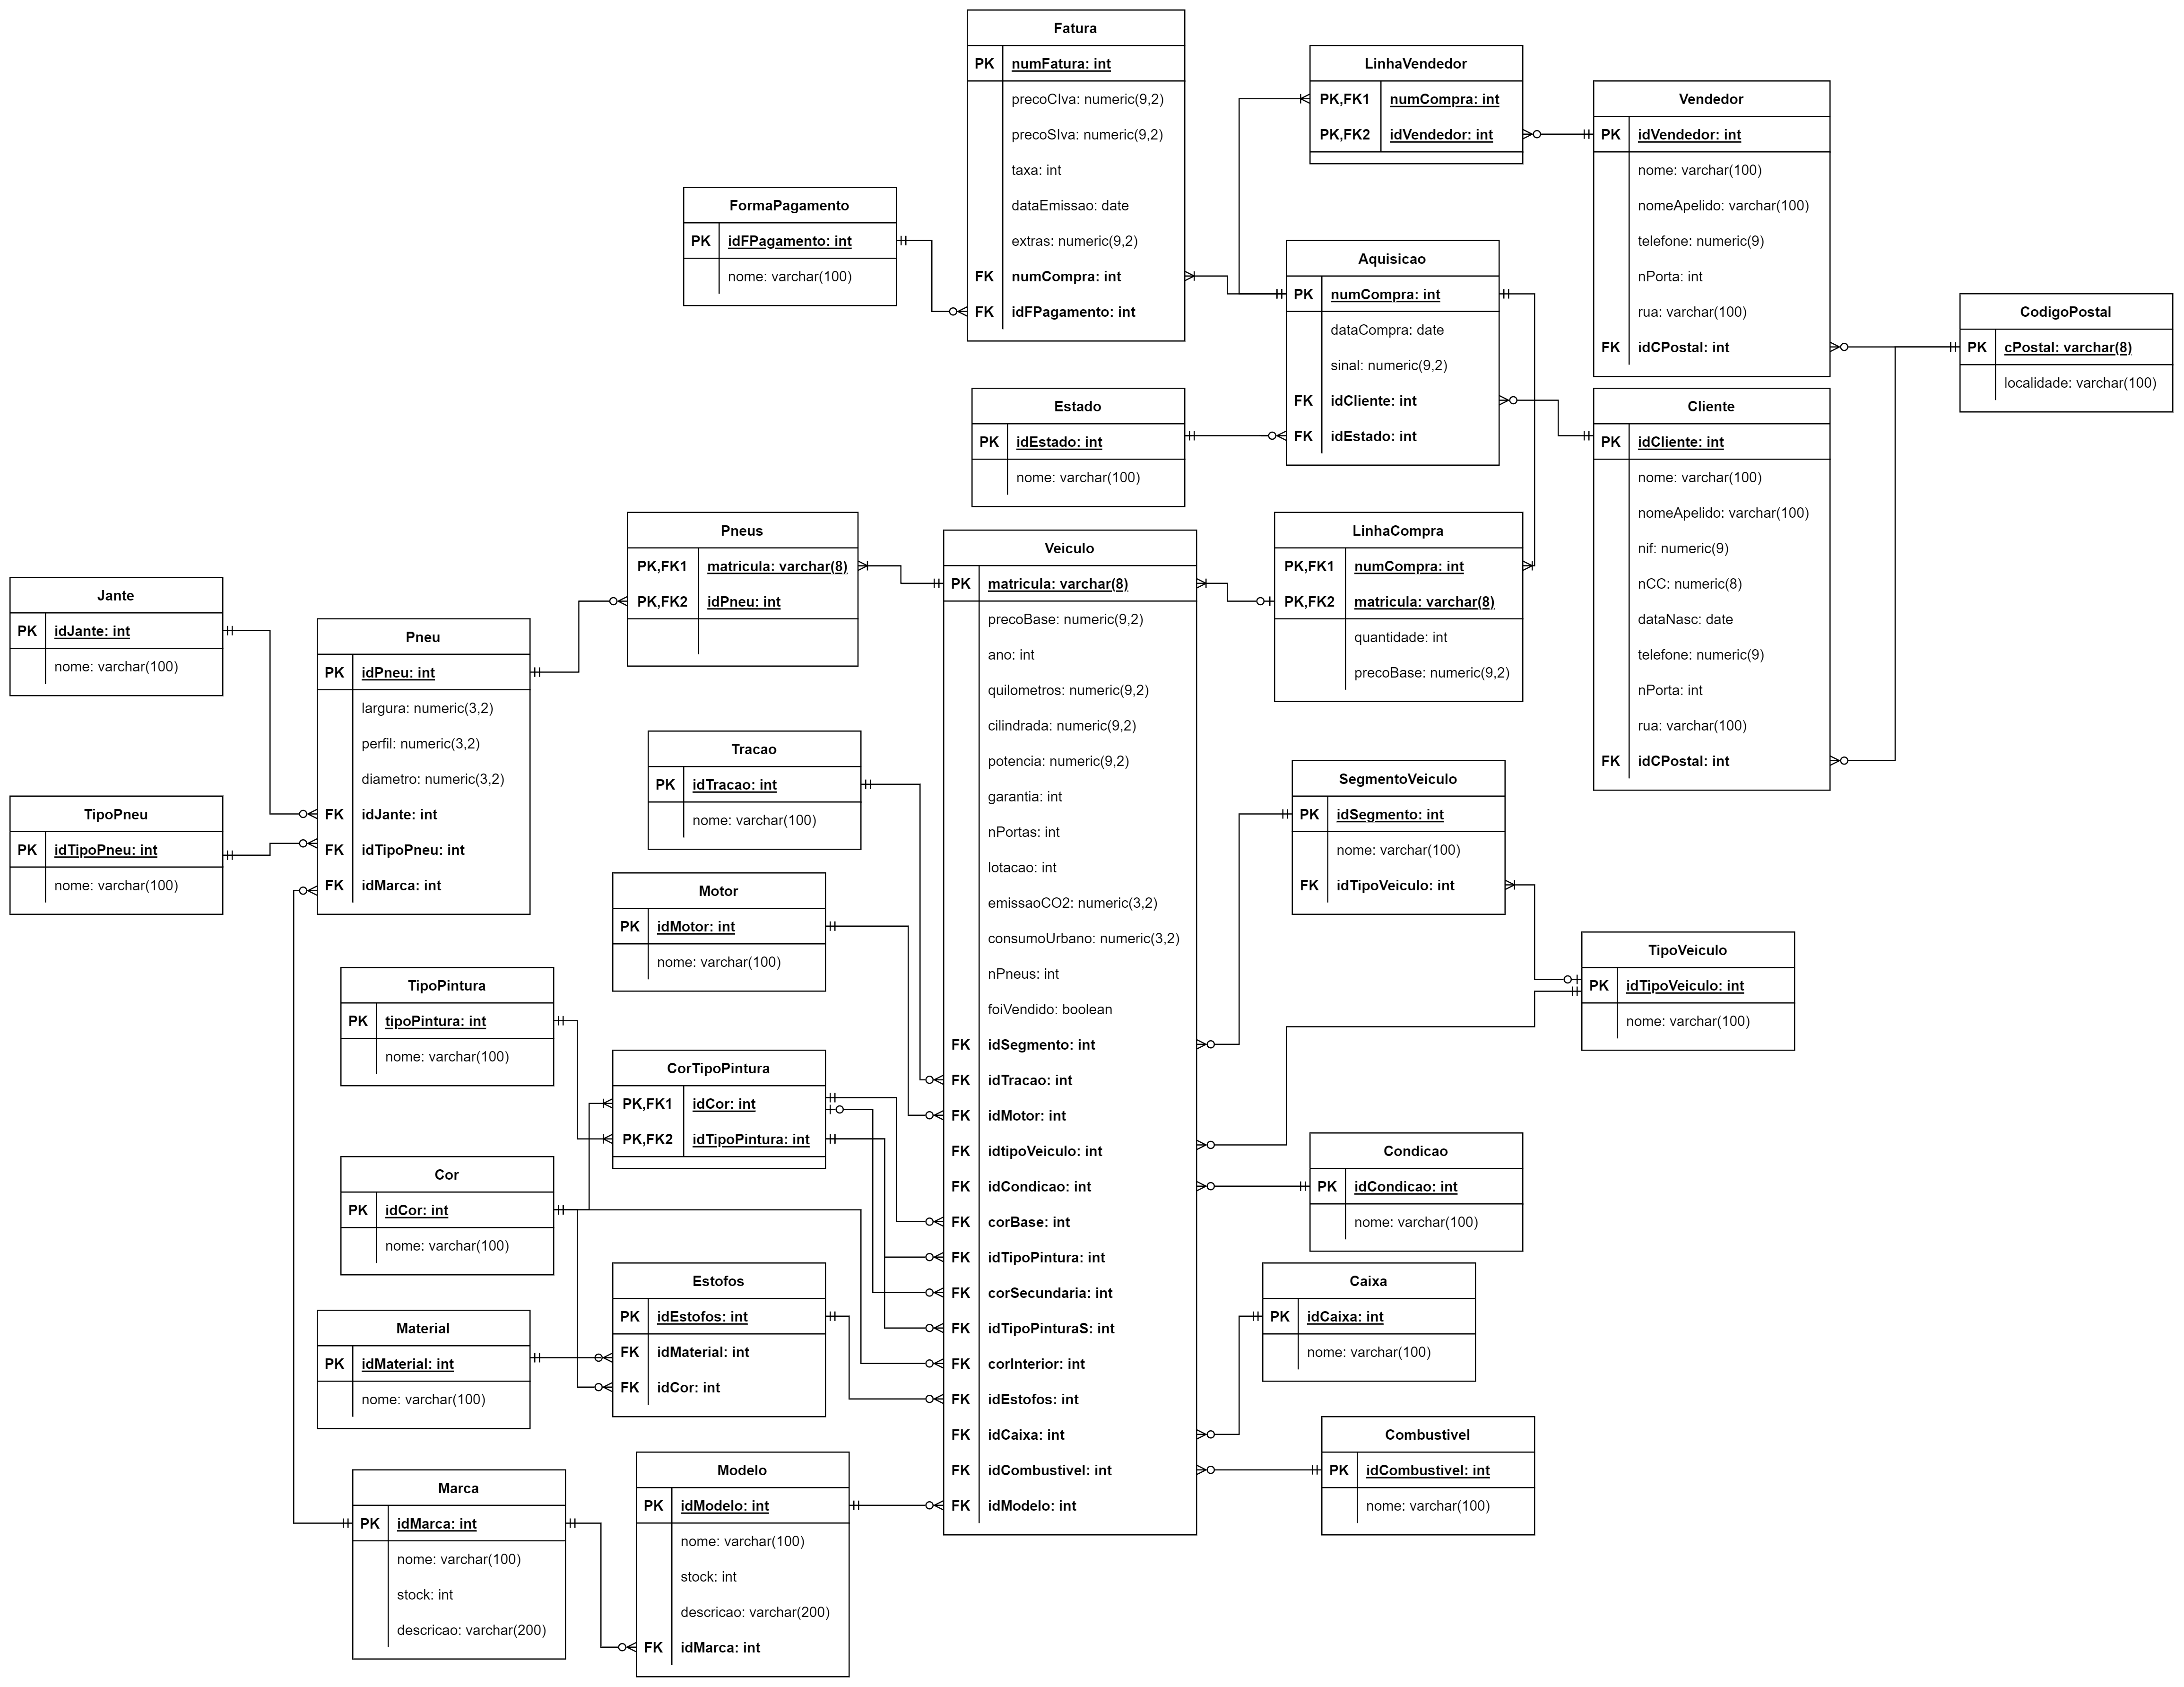 Fatura
PK numFatura: int
precoCIva: numeric(9,2)
precoSIva: numeric(9,2)
taxa: int
dataEmissao: date
extras: numeric(9,2)
FK numCompra: int
FK idFPagamento: int
LinhaVendedor
PK,FK1 numCompra: int
PK,FK2 idVendedor: int
Vendedor
PK idVendedor: int
nome: varchar(100)
nomeApelido: varchar(100)
telefone: numeric(9)
nPorta: int
rua: varchar(100)
FK idCPostal: int
FormaPagamento
PK idFPagamento: int
nome: varchar(100)
Aquisicao
PK numCompra: int
dataCompra: date
sinal: numeric(9,2)
FK idCliente: int
FK idEstado: int
CodigoPostal
PK cPostal: varchar(8)
localidade: varchar(100)
Estado
PK idEstado: int
nome: varchar(100)
Cliente
PK idCliente: int
nome: varchar(100)
nomeApelido: varchar(100)
nif: numeric(9)
nCC: numeric(8)
dataNasc: date
telefone: numeric(9)
nPorta: int
rua: varchar(100)
FK idCPostal: int
Pneus
PK,FK1 matricula: varchar(8)
PK,FK2 idPneu: int
Veiculo
PK matricula: varchar(8)
precoBase: numeric(9,2)
ano: int
quilometros: numeric(9,2)
cilindrada: numeric(9,2)
potencia: numeric(9,2)
garantia: int
nPortas: int
lotacao: int
emissaoCO2: numeric(3,2)
consumoUrbano: numeric(3,2)
nPneus: int
foiVendido: boolean
FK idSegmento: int
FK idTracao: int
FK idMotor: int
FK idtipoVeiculo: int
FK idCondicao: int
FK corBase: int
FK idTipoPintura: int
FK corSecundaria: int
FK idTipoPinturaS: int
FK corInterior: int
FK idEstofos: int
FK idCaixa: int
FK idCombustivel: int
FK idModelo: int
LinhaCompra
PK,FK1 numCompra: int
PK,FK2 matricula: varchar(8)
quantidade: int
precoBase: numeric(9,2)
Jante
PK idJante: int
nome: varchar(100)
Pneu
PK idPneu: int
largura: numeric(3,2)
perfil: numeric(3,2)
diametro: numeric(3,2)
FK idJante: int
FK idTipoPneu: int
FK idMarca: int
TipoPneu
PK idTipoPneu: int
nome: varchar(100)
Tracao
PK idTracao: int
nome: varchar(100)
SegmentoVeiculo
PK idSegmento: int
nome: varchar(100)
FK idTipoVeiculo: int
Motor
PK idMotor: int
nome: varchar(100)
TipoVeiculo
PK idTipoVeiculo: int
nome: varchar(100)
TipoPintura
PK tipoPintura: int
nome: varchar(100)
CorTipoPintura
PK,FK1 idCor: int
PK,FK2 idTipoPintura: int
Condicao
PK idCondicao: int
nome: varchar(100)
Cor
PK idCor: int
nome: varchar(100)
Estofos
PK idEstofos: int
FK idMaterial: int
FK idCor: int
Caixa
PK idCaixa: int
nome: varchar(100)
Material
PK idMaterial: int
nome: varchar(100)
Combustivel
PK idCombustivel: int
nome: varchar(100)
Marca
PK idMarca: int
nome: varchar(100)
stock: int
descricao: varchar(200)
Modelo
PK idModelo: int
nome: varchar(100)
stock: int
descricao: varchar(200)
FK idMarca: int